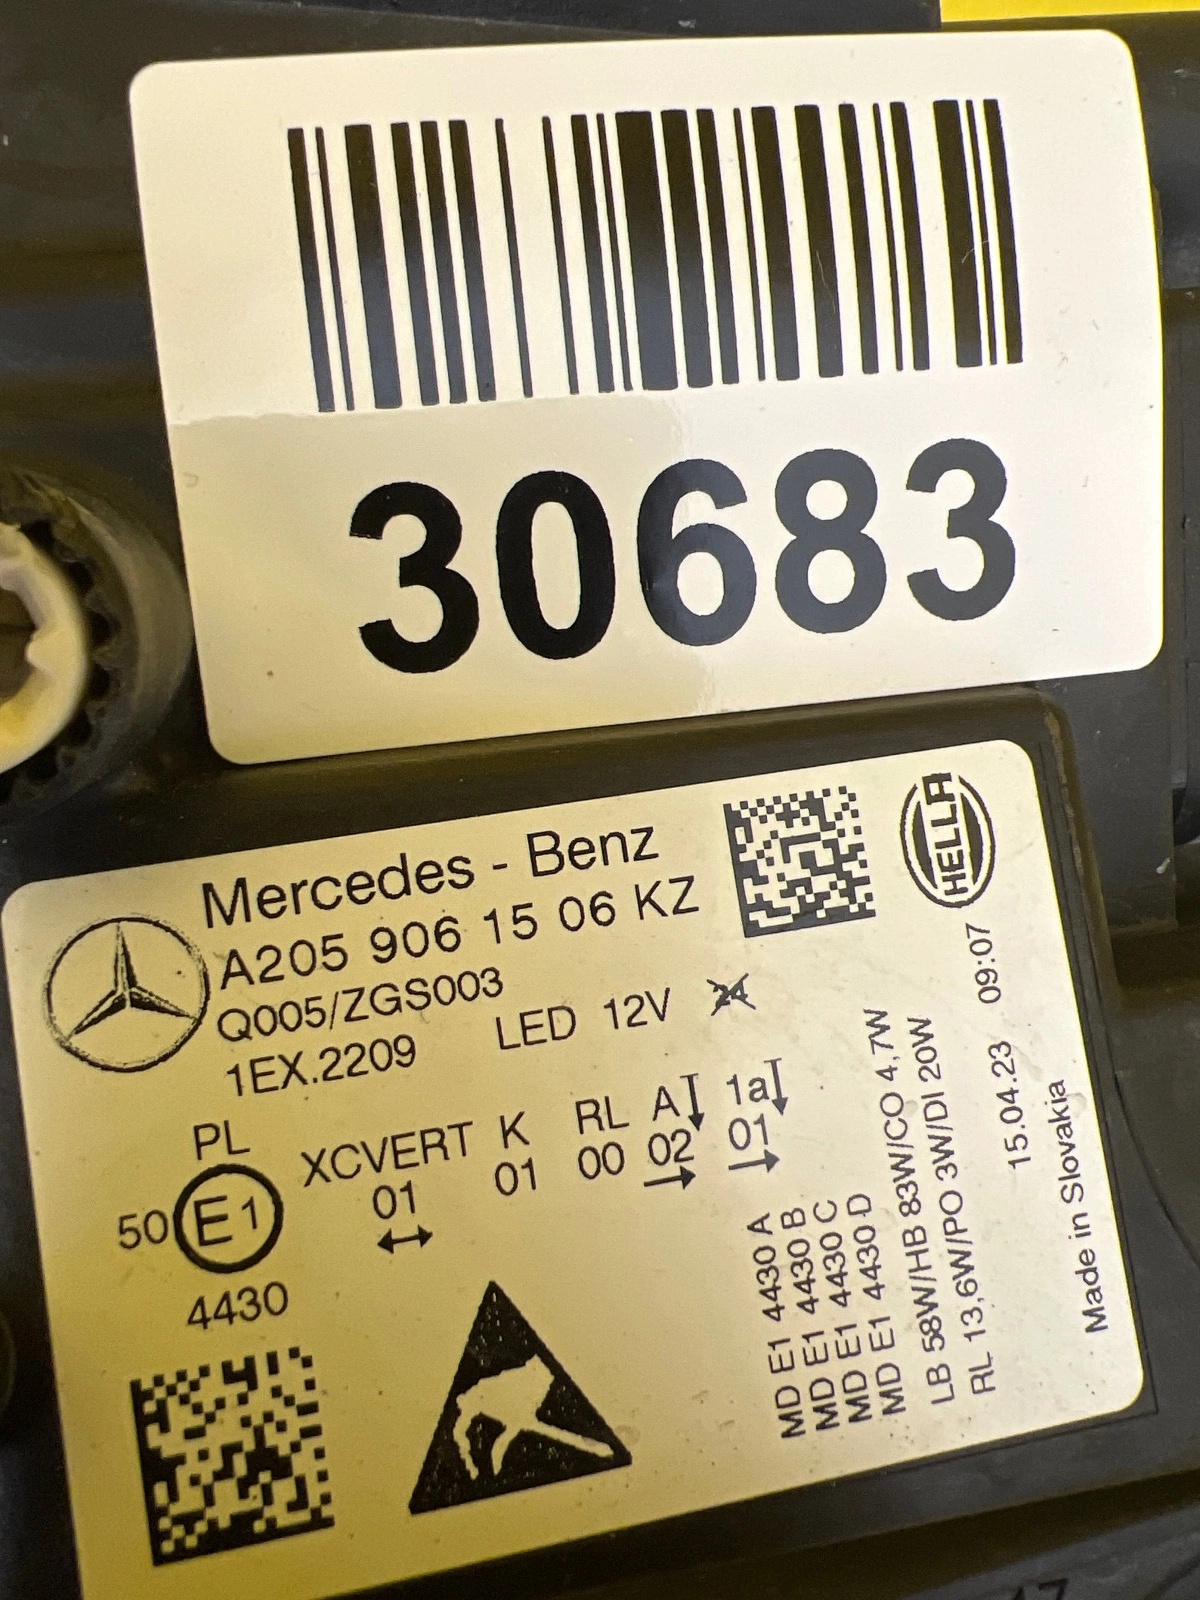 30683
Mercedes - Benz
A205 906 15 06 KZ
Q005/ZGS003
1EX.2209
LED 12V
HELLA
PL
50 E1
4430
XCVERT K RL A 1a
01 01 00 02 01
MD E1 4430 A
MD E1 4430 B
MD E1 4430 C
MD E1 4430 D
LB 58W/HB 83W/CO 4,7W
RL 13,6W/PO 3W/DI 20W
15.04.23 09:07
Made in Slovakia